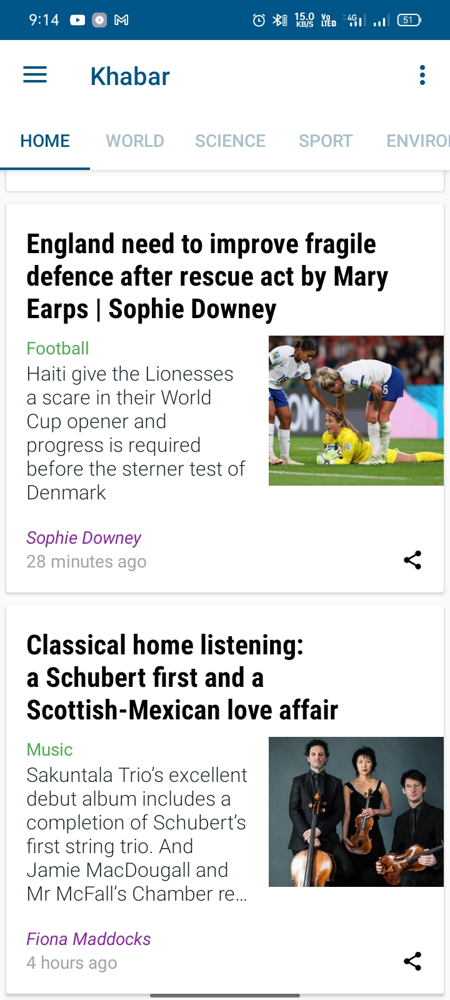 9:14 15.0 KB/S Vo LTED 4G 51
Khabar
HOME WORLD SCIENCE SPORT ENVIRO
England need to improve fragile
defence after rescue act by Mary
Earps | Sophie Downey
Football
Haiti give the Lionesses
a scare in their World
Cup opener and
progress is required
before the sterner test of
Denmark
Sophie Downey
28 minutes ago
Classical home listening:
a Schubert first and a
Scottish-Mexican love affair
Music
Sakuntala Trio’s excellent
debut album includes a
completion of Schubert’s
first string trio. And
Jamie MacDougall and
Mr McFall’s Chamber re…
Fiona Maddocks
4 hours ago